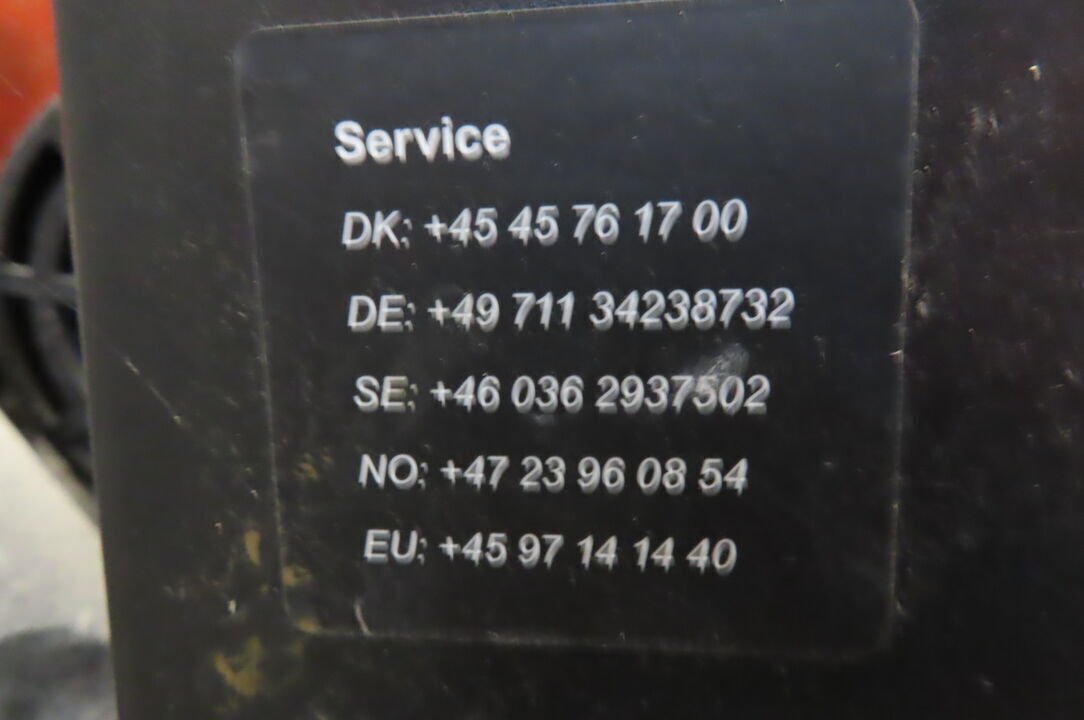 Service
DK: +45 45 76 17 00
DE: +49 711 34238732
SE: +46 036 2937502
NO: +47 23 96 08 54
EU: +45 97 14 14 40